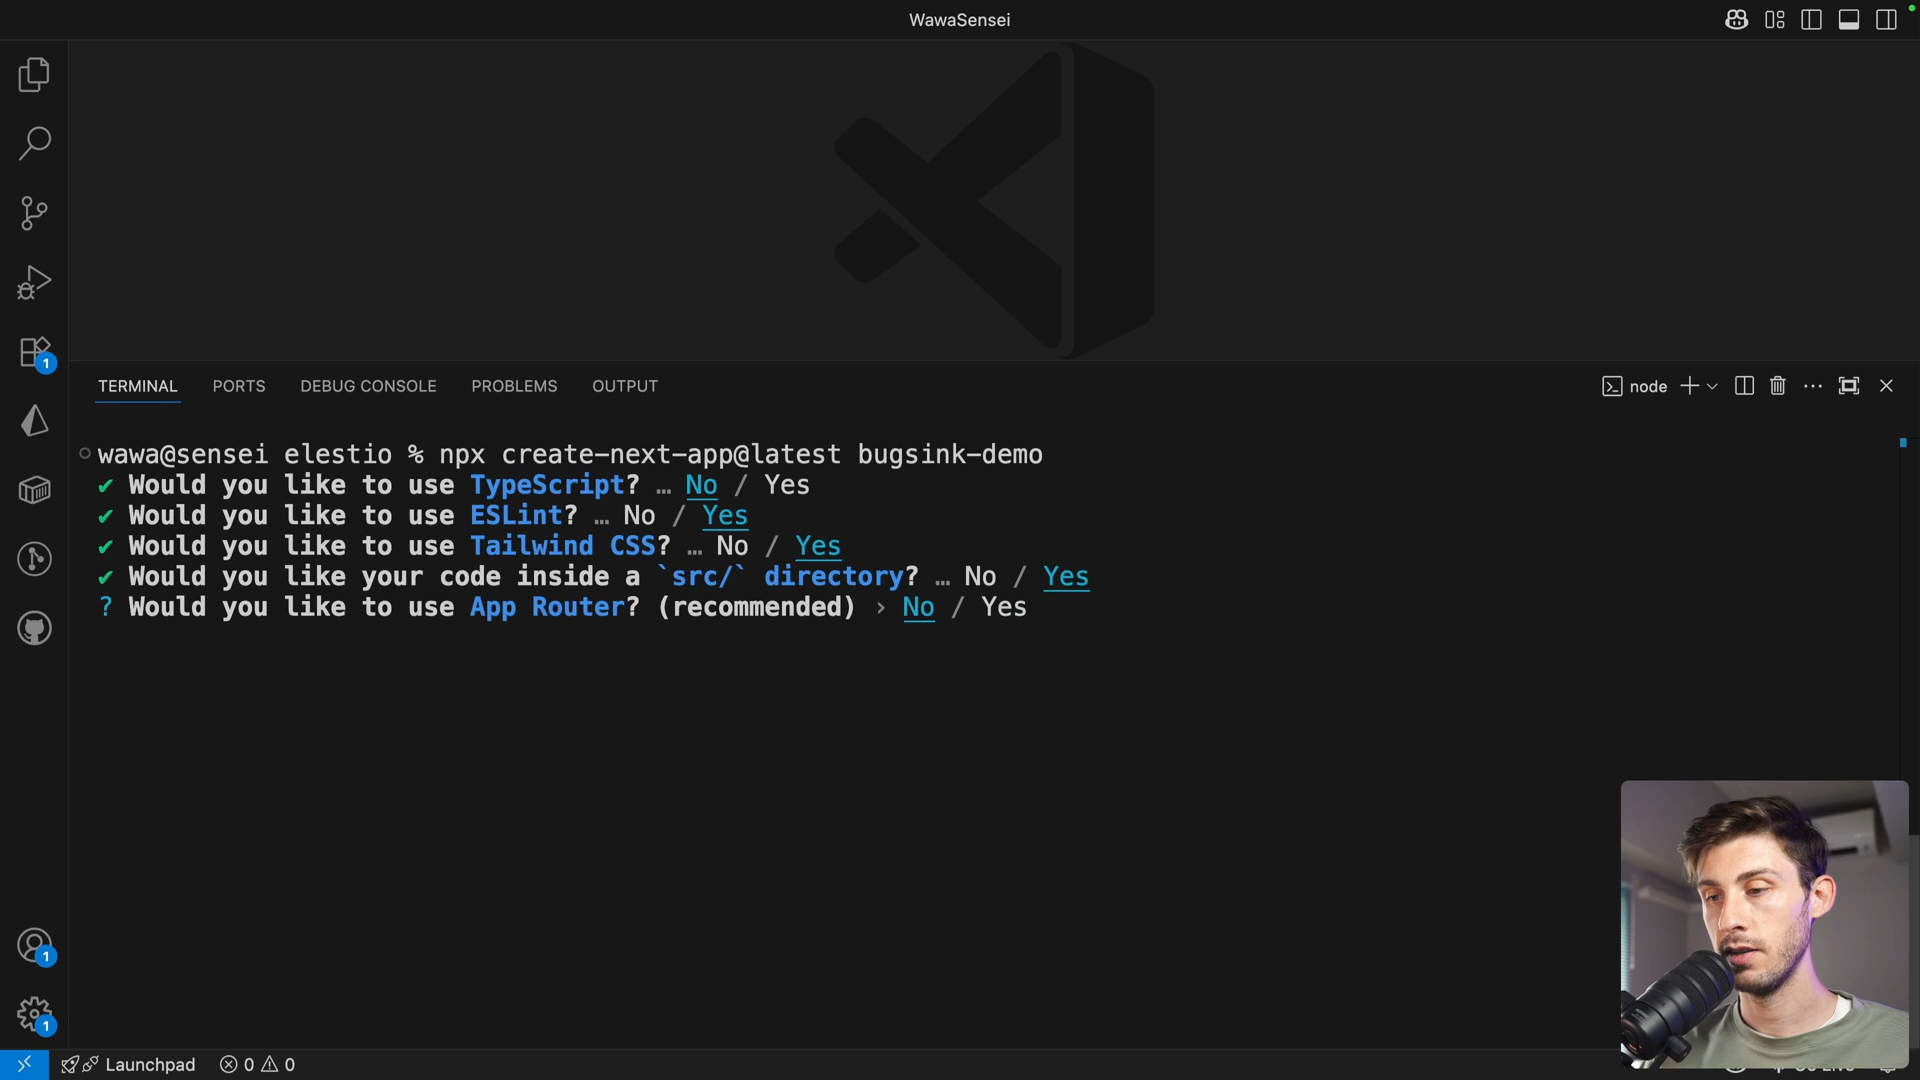 WawaSensei
TERMINAL PORTS DEBUG CONSOLE PROBLEMS OUTPUT
node
wawa@sensei elestio % npx create-next-app@latest bugsink-demo
✔ Would you like to use TypeScript? … No / Yes
✔ Would you like to use ESLint? … No / Yes
✔ Would you like to use Tailwind CSS? … No / Yes
✔ Would you like your code inside a `src/` directory? … No / Yes
? Would you like to use App Router? (recommended) › No / Yes
1
1
1
Launchpad 0 0